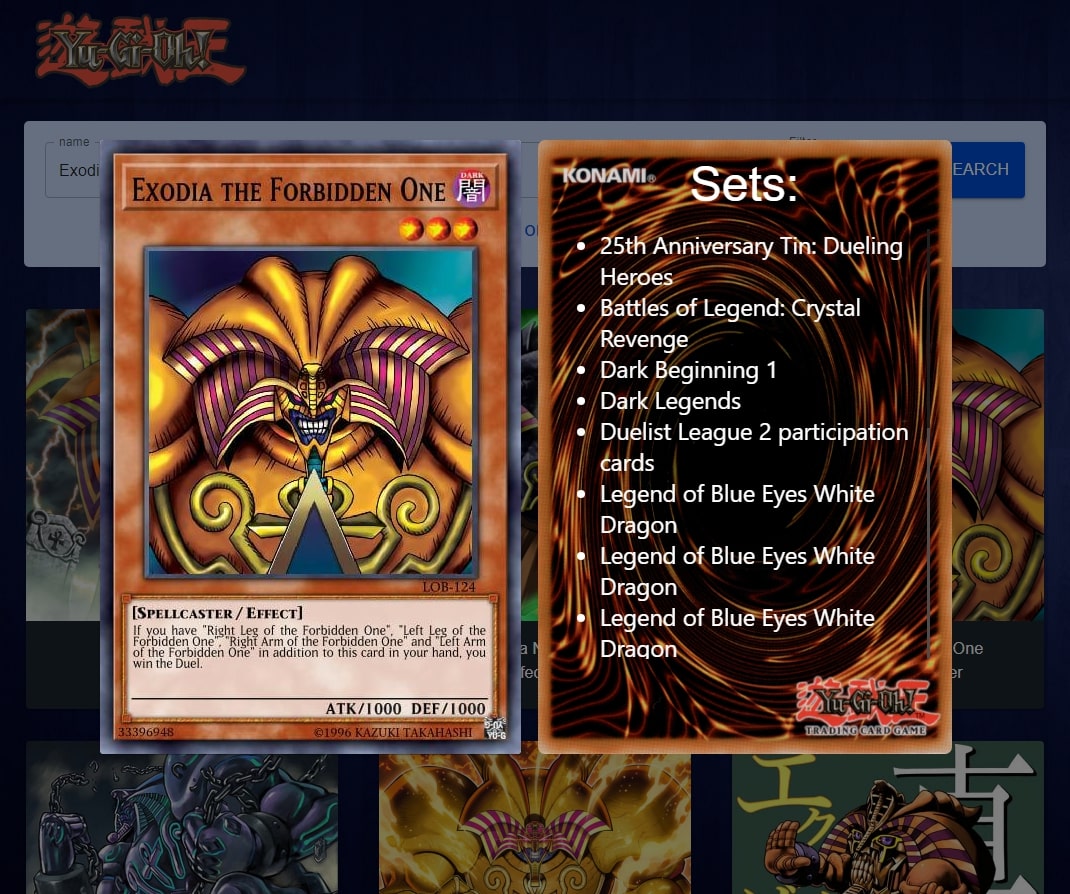 Yu-Gi-Oh!
name
Exodi
EARCH
EXODIA THE FORBIDDEN ONE
DARK
闇
LOB-124
[SPELLCASTER / EFFECT]
If you have "Right Leg of the Forbidden One", "Left Leg of the
Forbidden One", "Right Arm of the Forbidden One" and "Left Arm
of the Forbidden One" in addition to this card in your hand, you
win the Duel.
ATK/1000 DEF/1000
33396948
©1996 KAZUKI TAKAHASHI
KONAMI®
Sets:
• 25th Anniversary Tin: Dueling
Heroes
• Battles of Legend: Crystal
Revenge
• Dark Beginning 1
• Dark Legends
• Duelist League 2 participation
cards
• Legend of Blue Eyes White
Dragon
• Legend of Blue Eyes White
Dragon
• Legend of Blue Eyes White
Dragon
Yu-Gi-Oh!
TRADING CARD GAME
One
er
エク